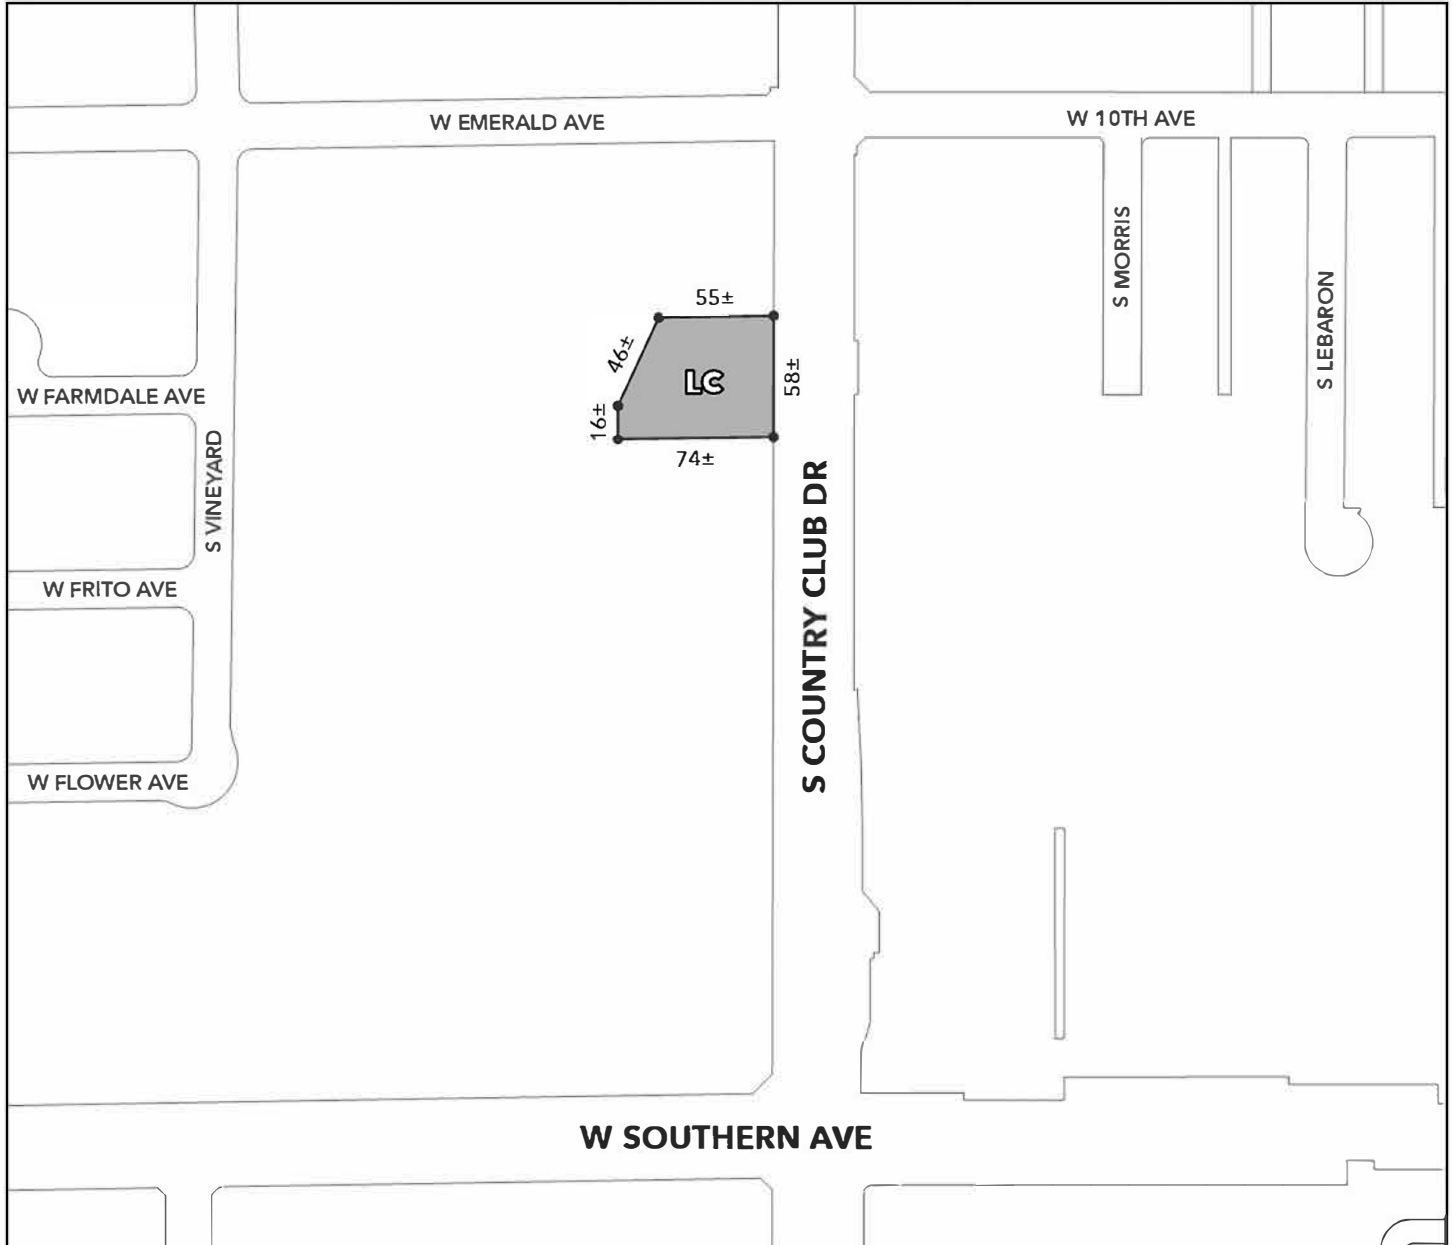 W EMERALD AVE
W 10TH AVE
S MORRIS
S LEBARON
55±
46±
LC
58±
W FARMDALE AVE
16±
74±
S VINEYARD
S COUNTRY CLUB DR
W FRITO AVE
W FLOWER AVE
W SOUTHERN AVE